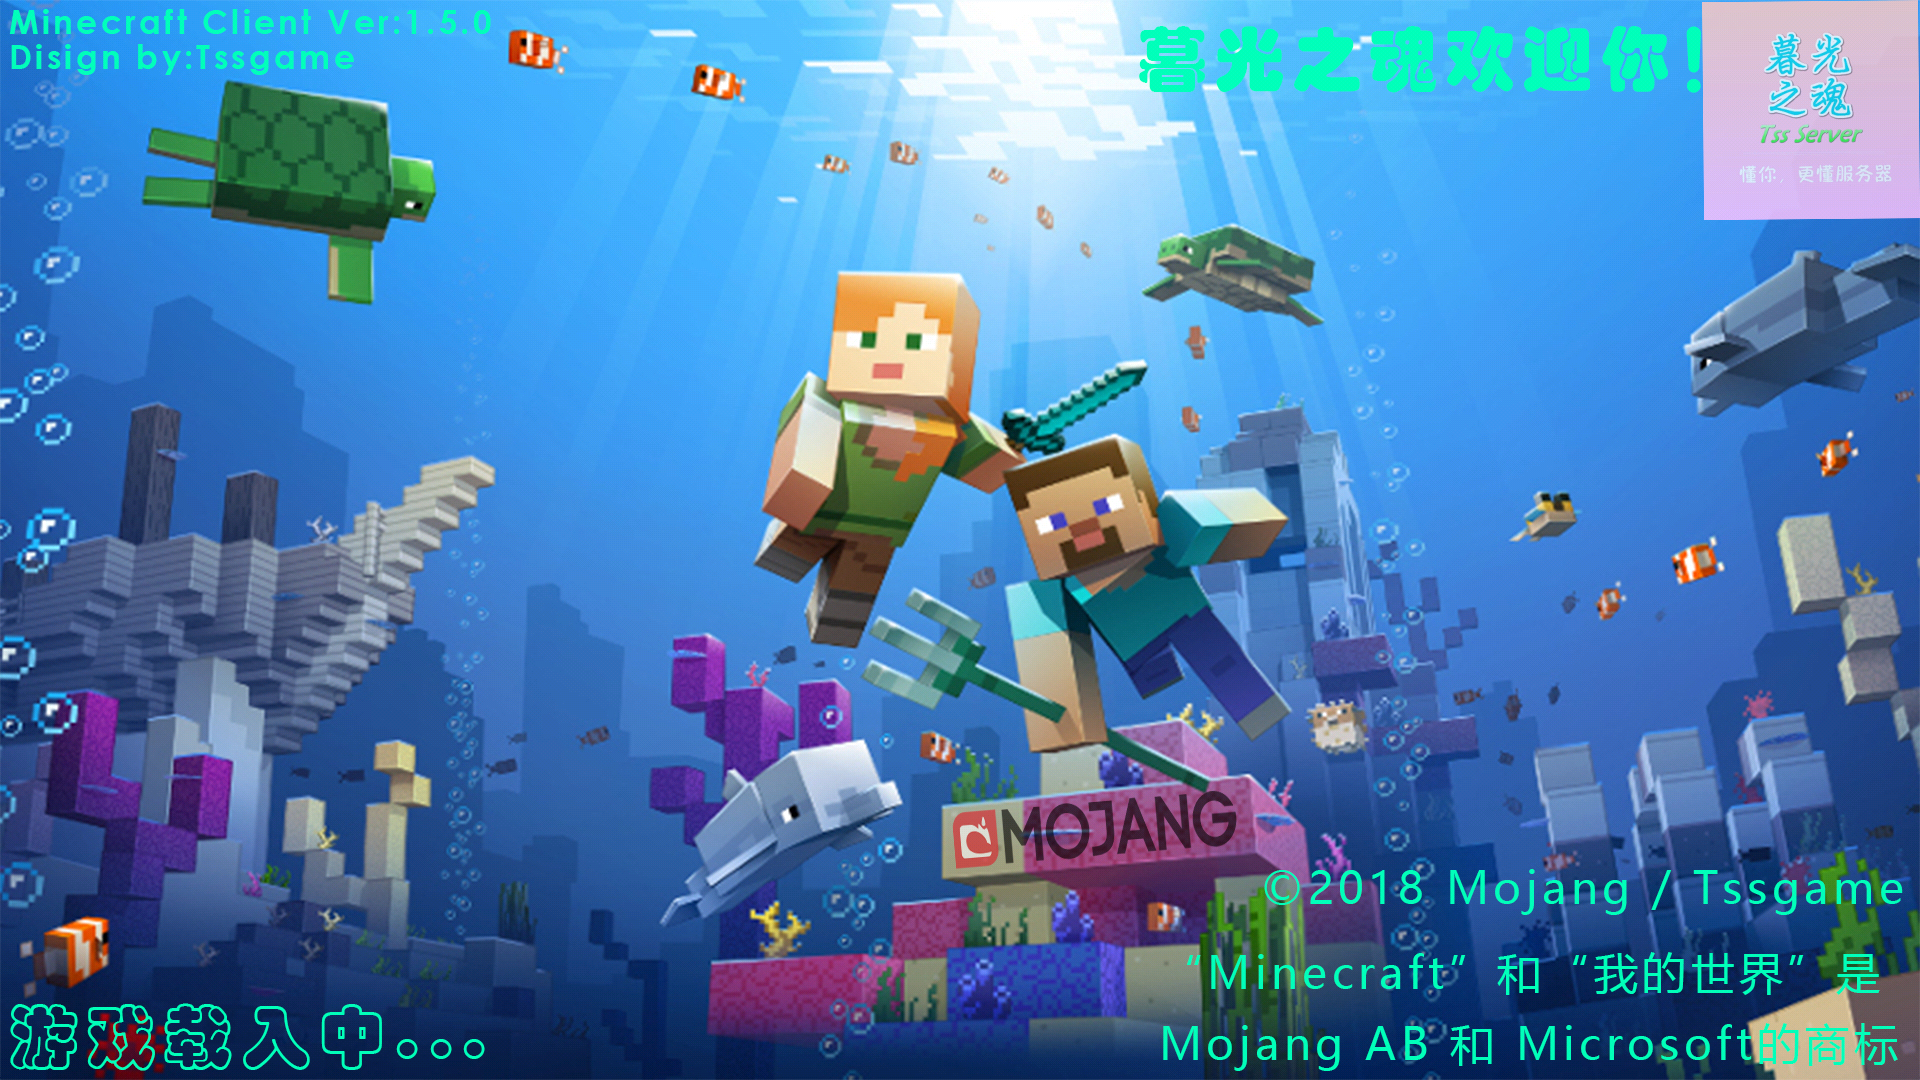 Minecraft Client Ver:1.5.0
Disign by:Tssgame
暮光之魂欢迎你!
暮光
之魂
Tss Server
懂你，更懂服务器
MOJANG
©2018 Mojang / Tssgame
“Minecraft”和“我的世界”是
Mojang AB 和 Microsoft的商标
游戏载入中...